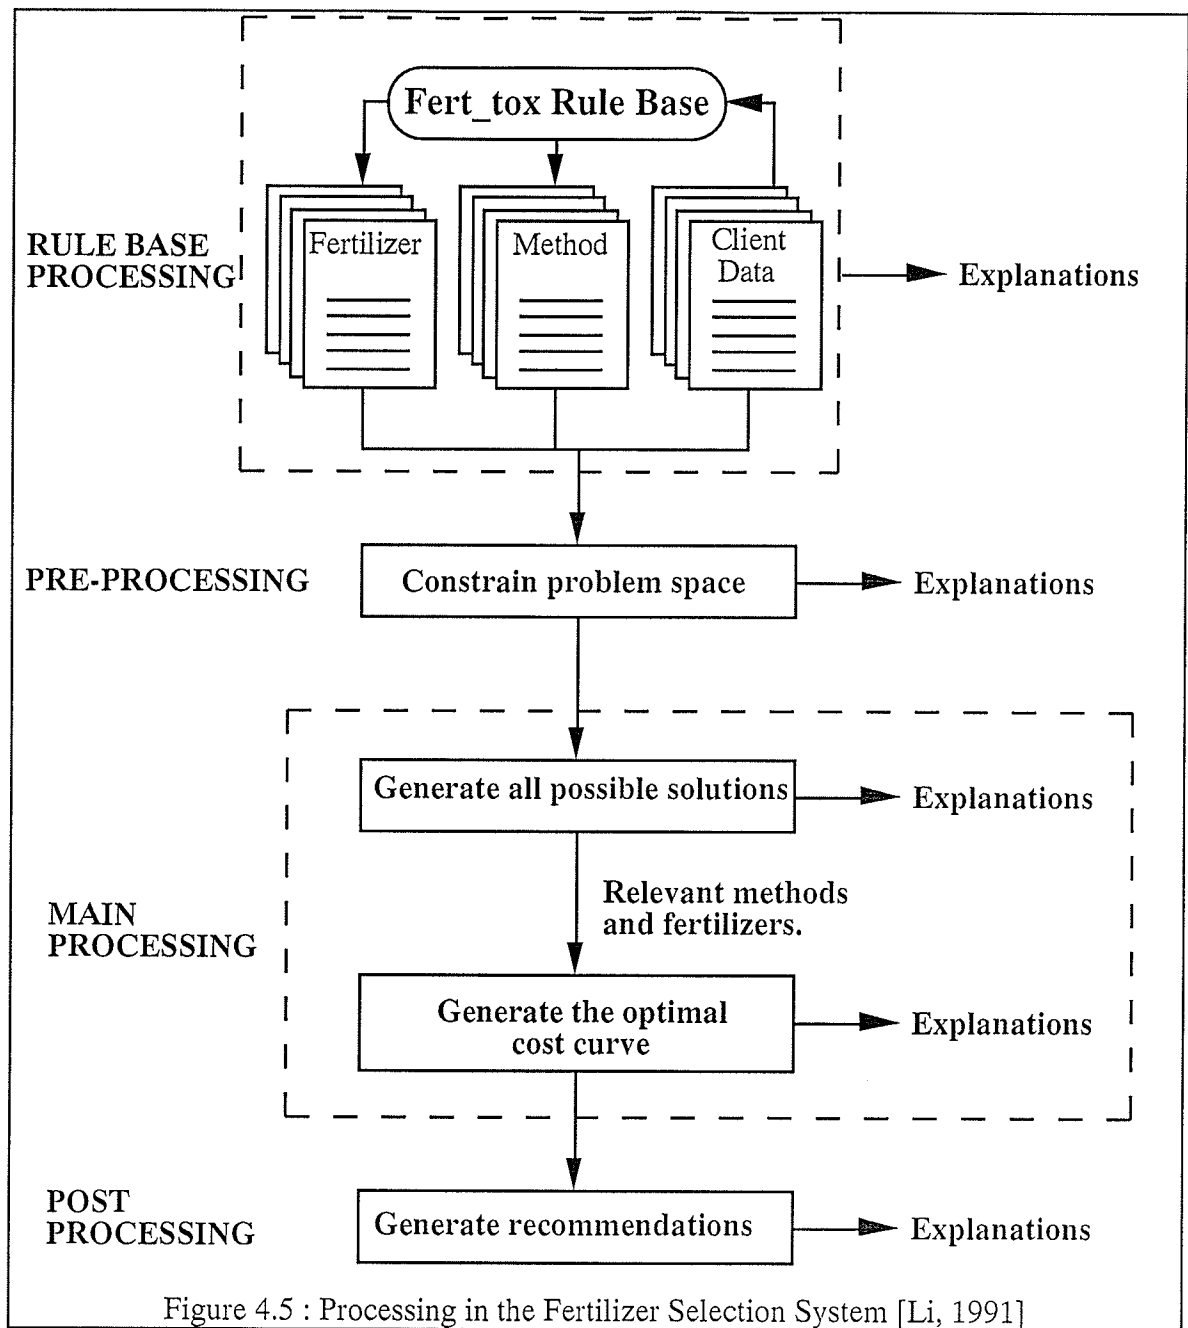 Fert_tox Rule Base
RULE BASE
PROCESSING
Fertilizer
Method
Client
Data
Explanations
PRE-PROCESSING
Constrain problem space
Explanations
Generate all possible solutions
Explanations
Relevant methods
and fertilizers.
MAIN
PROCESSING
Generate the optimal
cost curve
Explanations
POST
PROCESSING
Generate recommendations
Explanations
Figure 4.5 : Processing in the Fertilizer Selection System [Li, 1991]